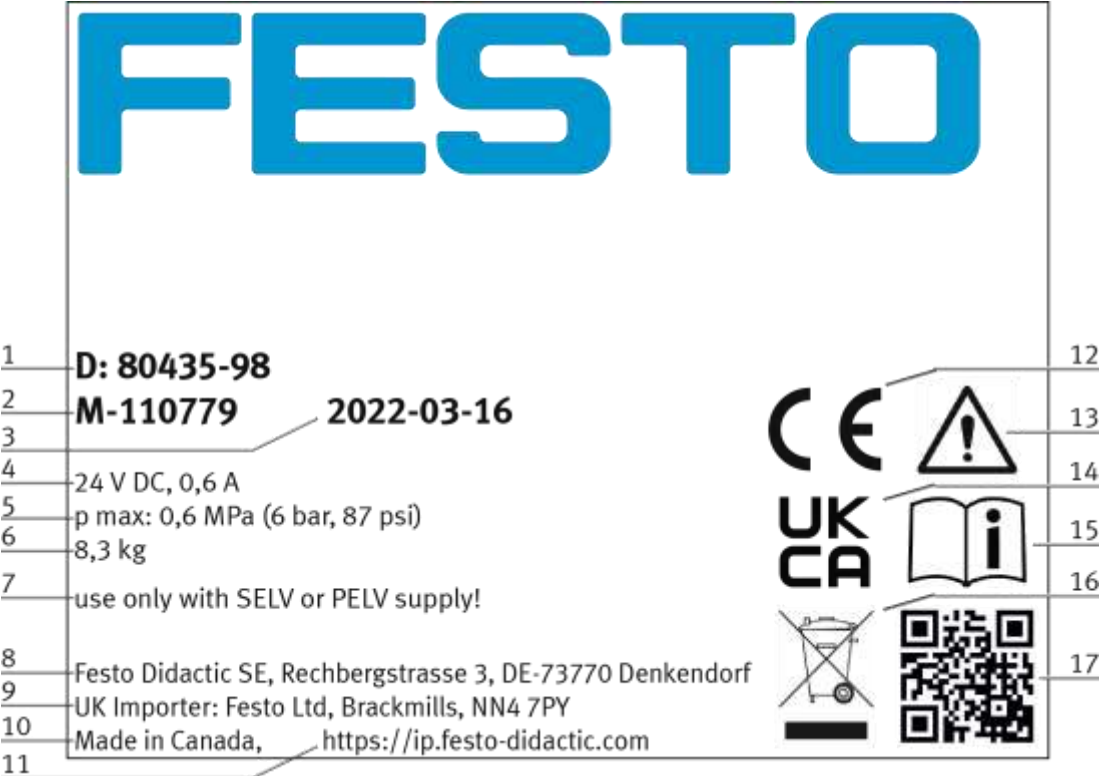 FESTO
1
D: 80435-98
12
2
M-110779 2022-03-16
CE
13
3
4
24 V DC, 0,6 A
14
5
p max: 0,6 MPa (6 bar, 87 psi)
UK
CA
i
15
6
8,3 kg
16
7
use only with SELV or PELV supply!
8
Festo Didactic SE, Rechbergstrasse 3, DE-73770 Denkendorf
17
9
UK Importer: Festo Ltd, Brackmills, NN4 7PY
10
Made in Canada, https://ip.festo-didactic.com
11